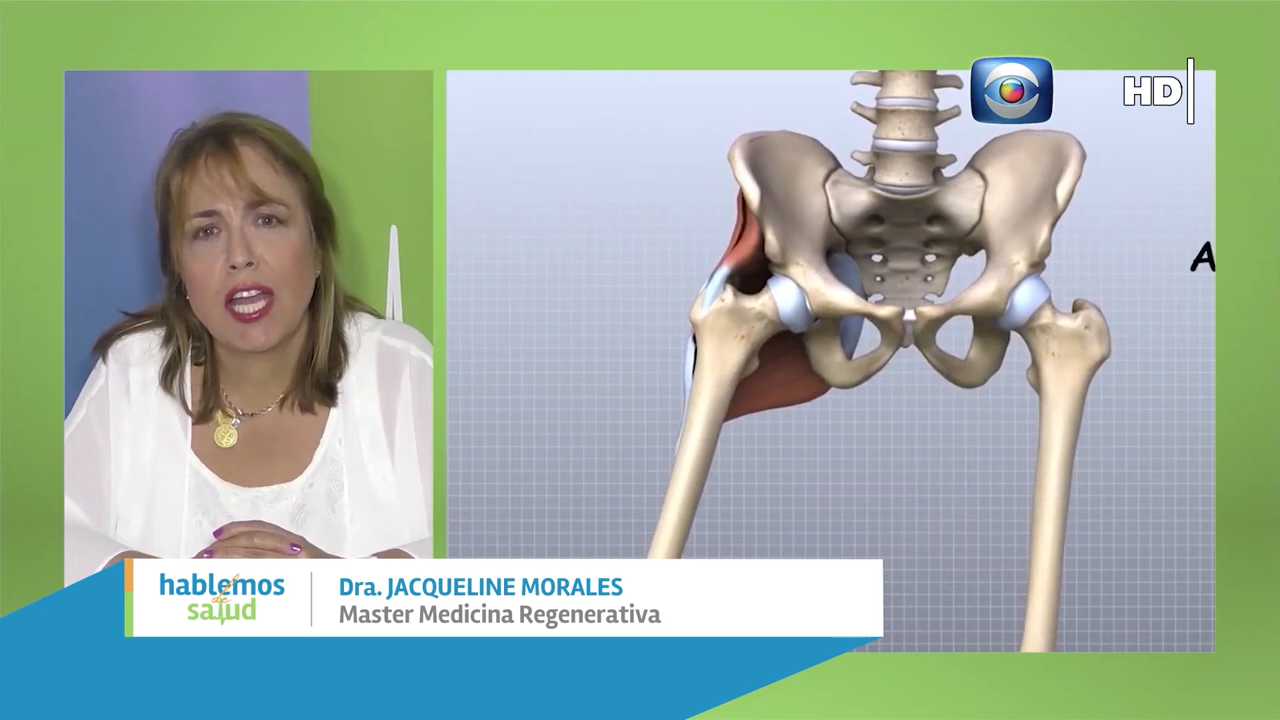 HD
A
hablemos
de
salud
Dra. JACQUELINE MORALES
Master Medicina Regenerativa